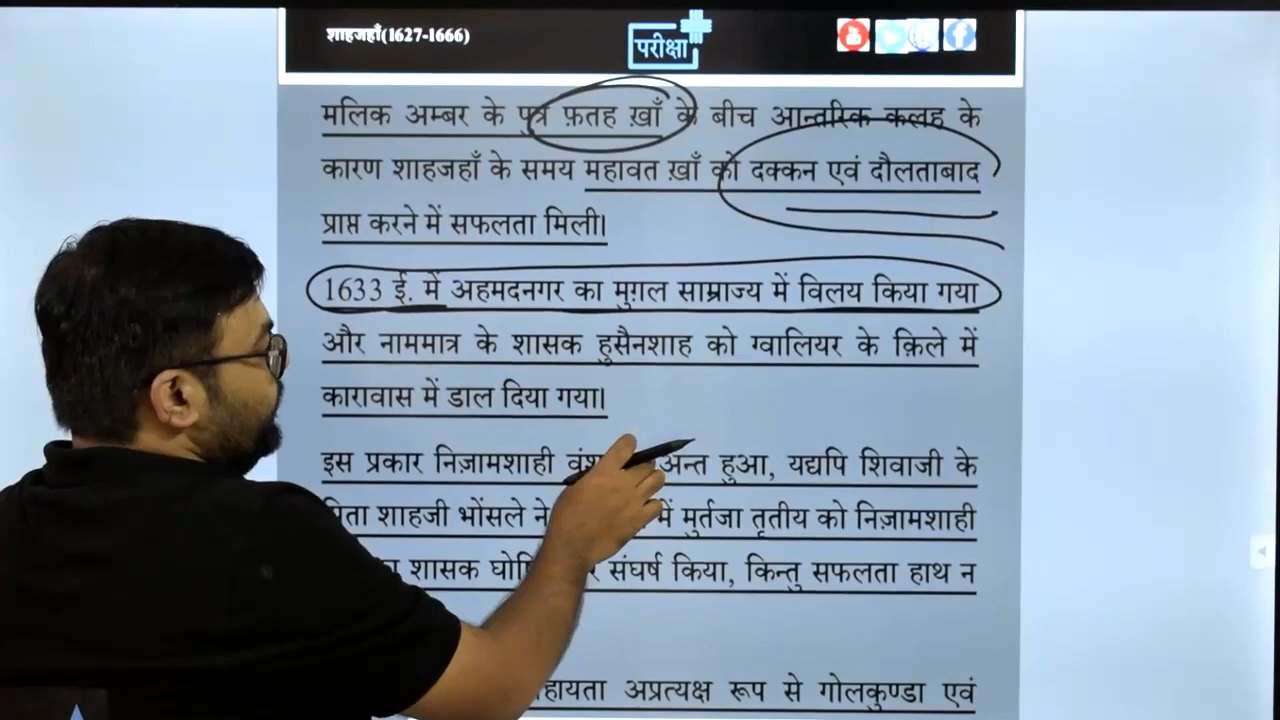 शाहजहाँ(1627-1666)
परीक्षा
मलिक अम्बर के पुत्र फ़तह ख़ाँ के बीच आन्तरिक कलह के
कारण शाहजहाँ के समय महावत ख़ाँ को दक्कन एवं दौलताबाद
प्राप्त करने में सफलता मिली।
1633 ई. में अहमदनगर का मुग़ल साम्राज्य में विलय किया गया
और नाममात्र के शासक हुसैनशाह को ग्वालियर के क़िले में
कारावास में डाल दिया गया।
इस प्रकार निज़ामशाही अन्त हुआ, यद्यपि शिवाजी के
शाहजी भोंसले ने में मुर्तजा तृतीय को निज़ामशाही
शासक संघर्ष किया, किन्तु सफलता हाथ न
अप्रत्यक्ष रूप से गोलकुण्डा एवं